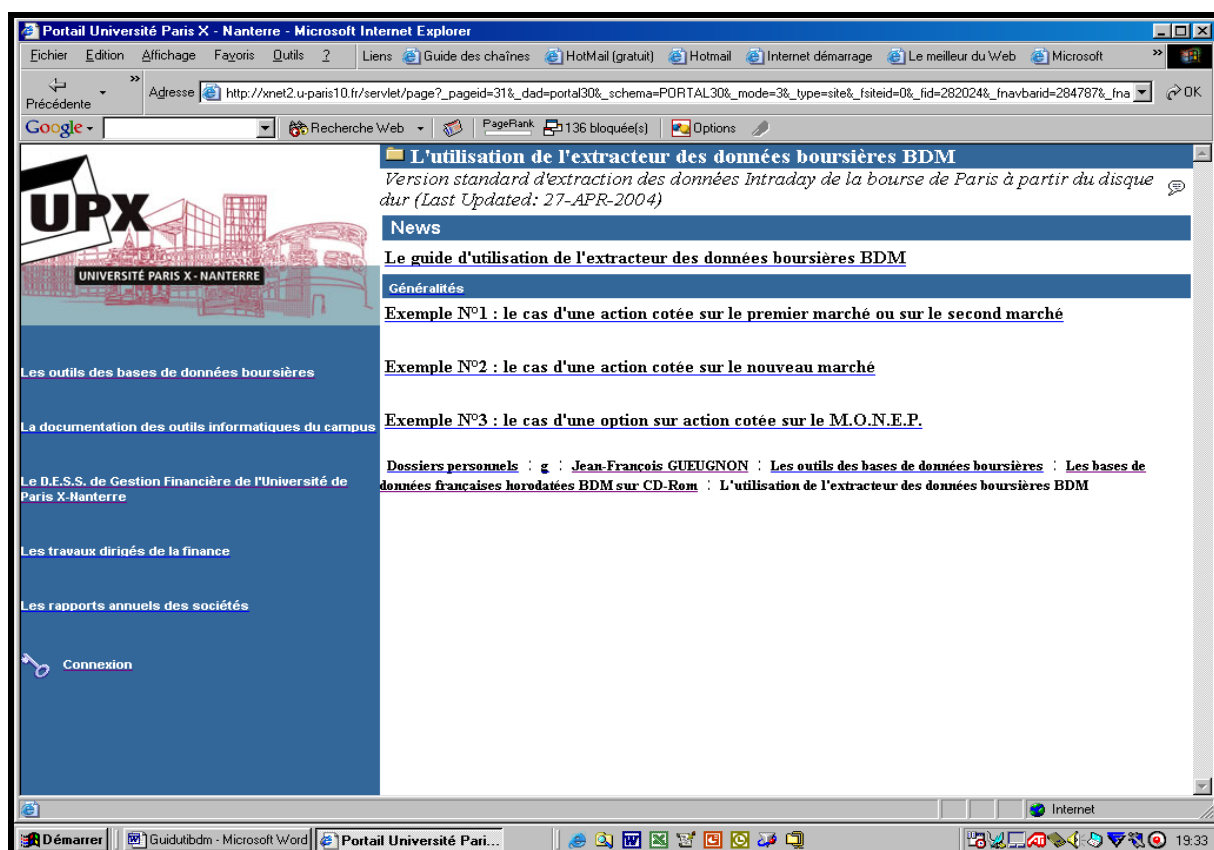 Portail Université Paris X - Nanterre - Microsoft Internet Explorer
Fichier Edition Affichage Favoris Outils ? Liens Guide des chaînes HotMail (gratuit) Hotmail Internet démarrage Le meilleur du Web Microsoft »
Précédente » Adresse http://xnet2.u-paris10.fr/servlet/page?_pageid=31&_dad=portal30&_schema=PORTAL30&_mode=3&_type=site&_fsiteid=0&_fid=282024&_fnavbarid=284787&_fna OK
Google Recherche Web PageRank 136 bloquée(s) Options
UPX
UNIVERSITÉ PARIS X - NANTERRE
Les outils des bases de données boursières
La documentation des outils informatiques du campus
Le D.E.S.S. de Gestion Financière de l'Université de
Paris X-Nanterre
Les travaux dirigés de la finance
Les rapports annuels des sociétés
Connexion
L'utilisation de l'extracteur des données boursières BDM
Version standard d'extraction des données Intraday de la bourse de Paris à partir du disque
dur (Last Updated: 27-APR-2004)
News
Le guide d'utilisation de l'extracteur des données boursières BDM
Généralités
Exemple N°1 : le cas d'une action cotée sur le premier marché ou sur le second marché
Exemple N°2 : le cas d'une action cotée sur le nouveau marché
Exemple N°3 : le cas d'une option sur action cotée sur le M.O.N.E.P.
Dossiers personnels : g : Jean-François GUEUGNON : Les outils des bases de données boursières : Les bases de
données françaises horodatées BDM sur CD-Rom : L'utilisation de l'extracteur des données boursières BDM
Internet
Démarrer Guidutibdm - Microsoft Word Portail Université Pari... 19:33